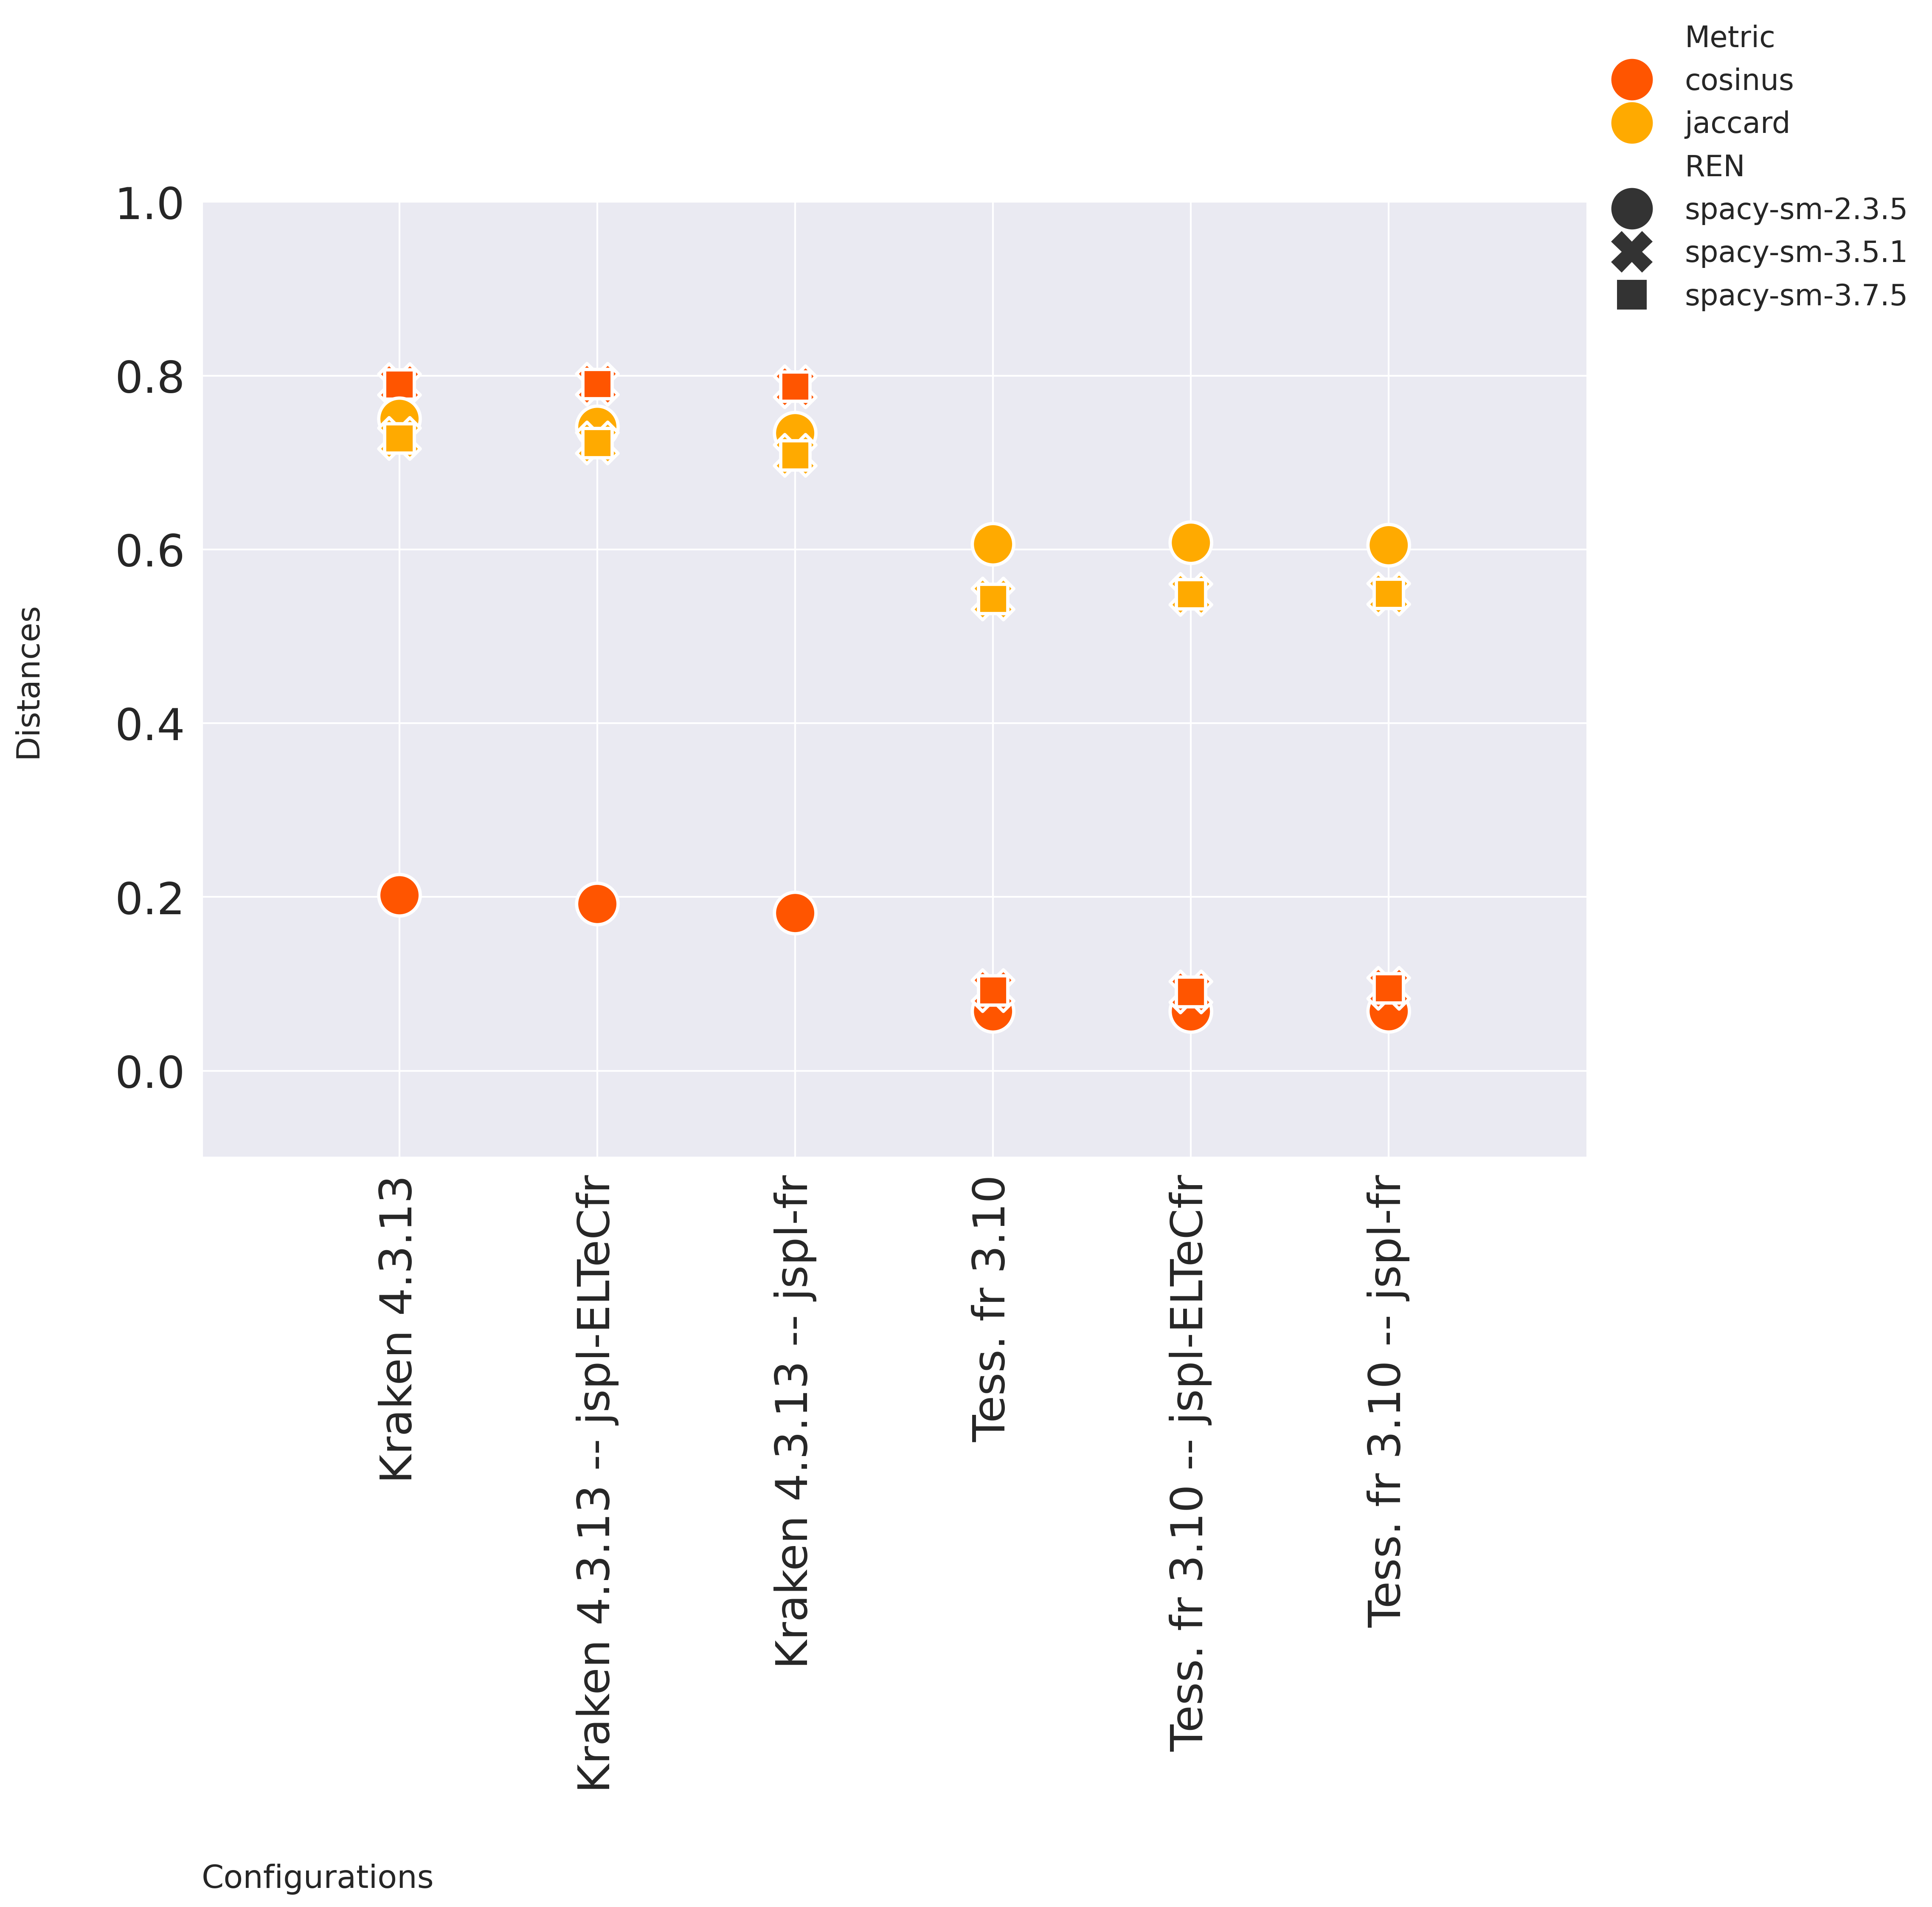 Metric
cosinus
jaccard
REN
spacy-sm-2.3.5
spacy-sm-3.5.1
spacy-sm-3.7.5
1.0
0.8
0.6
0.4
0.2
0.0
Distances
Kraken 4.3.13
Kraken 4.3.13 -- jspl-ELTeCfr
Kraken 4.3.13 -- jspl-fr
Tess. fr 3.10
Tess. fr 3.10 -- jspl-ELTeCfr
Tess. fr 3.10 -- jspl-fr
Configurations